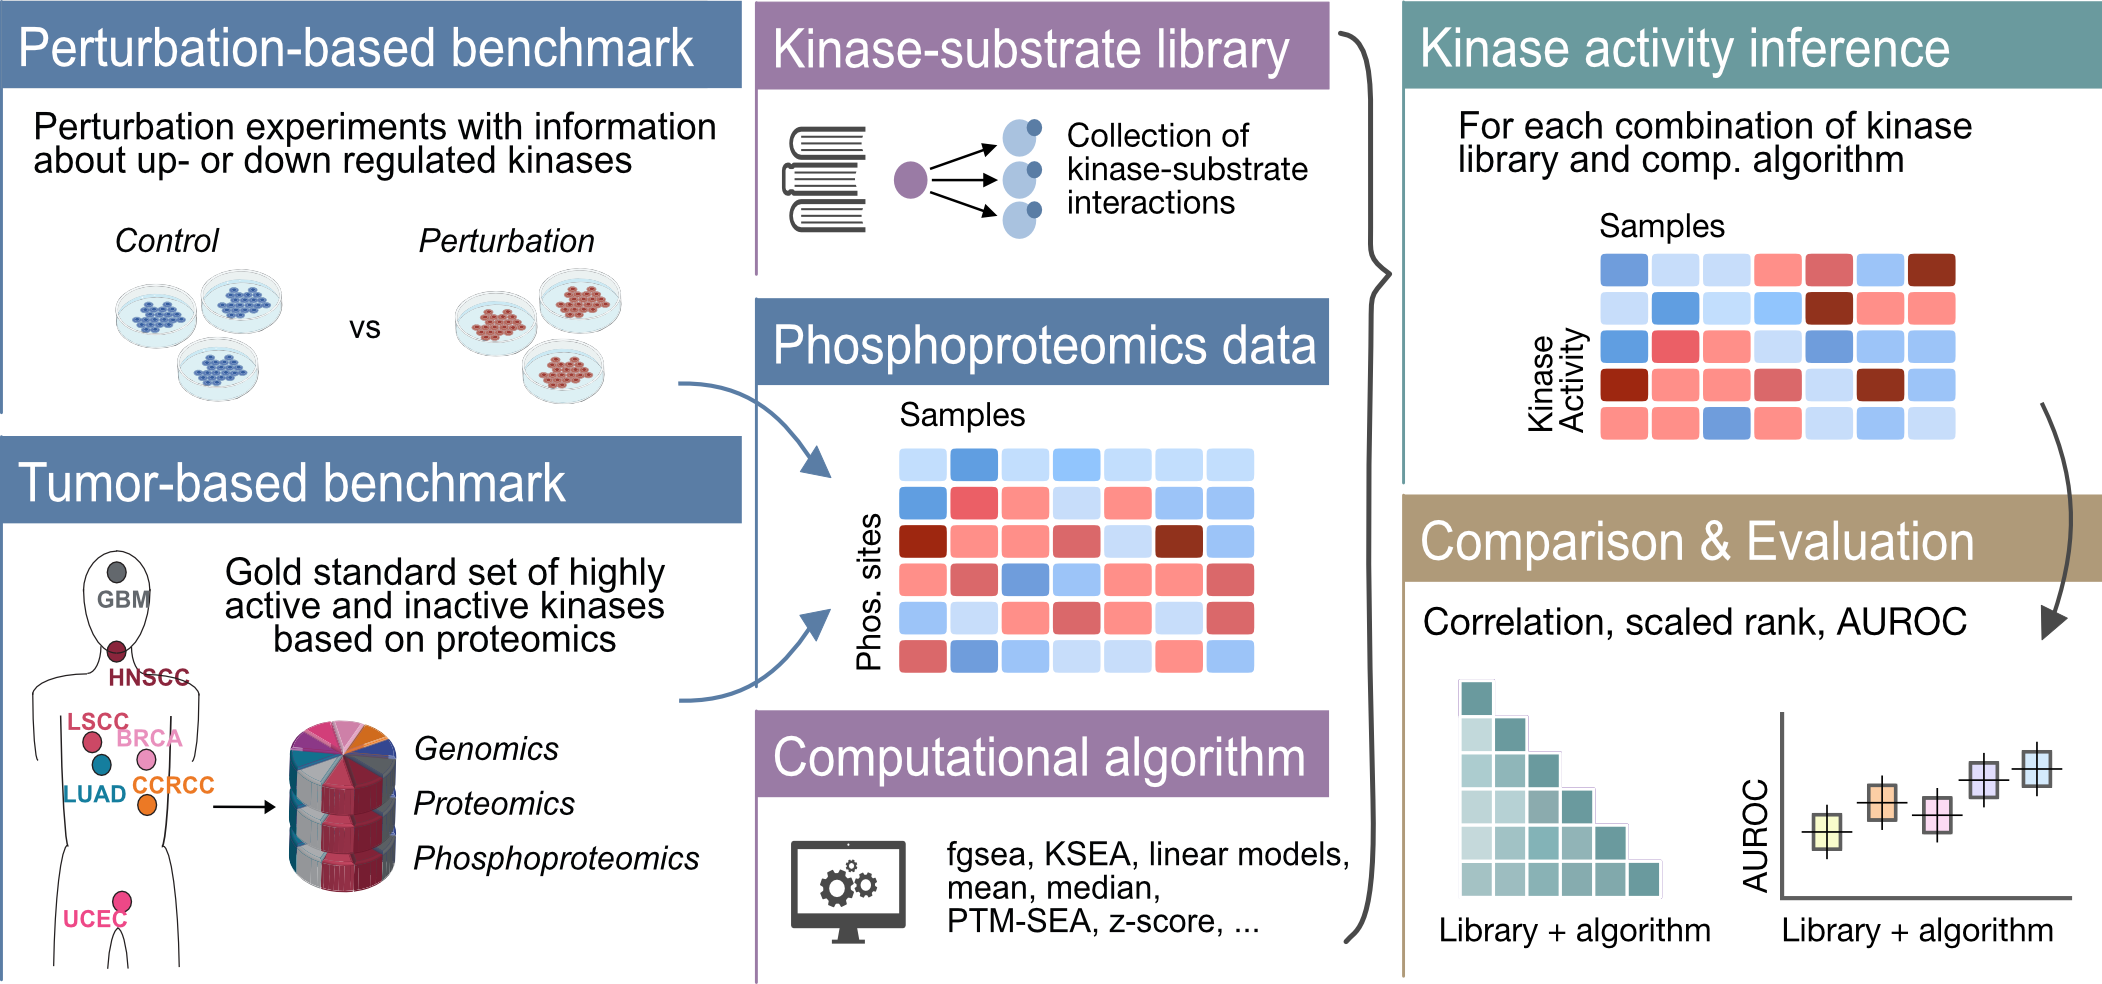 Perturbation-based benchmark
Perturbation experiments with information
about up- or down regulated kinases
Control
Perturbation
vs
Tumor-based benchmark
Gold standard set of highly
active and inactive kinases
based on proteomics
GBM
HNSCC
LSCC
BRCA
LUAD
CCRCC
UCEC
Genomics
Proteomics
Phosphoproteomics
Kinase-substrate library
Collection of
kinase-substrate
interactions
Phosphoproteomics data
Samples
Phos. sites
Computational algorithm
fgsea, KSEA, linear models,
mean, median,
PTM-SEA, z-score, ...
Kinase activity inference
For each combination of kinase
library and comp. algorithm
Samples
Kinase
Activity
Comparison & Evaluation
Correlation, scaled rank, AUROC
Library + algorithm
AUROC
Library + algorithm